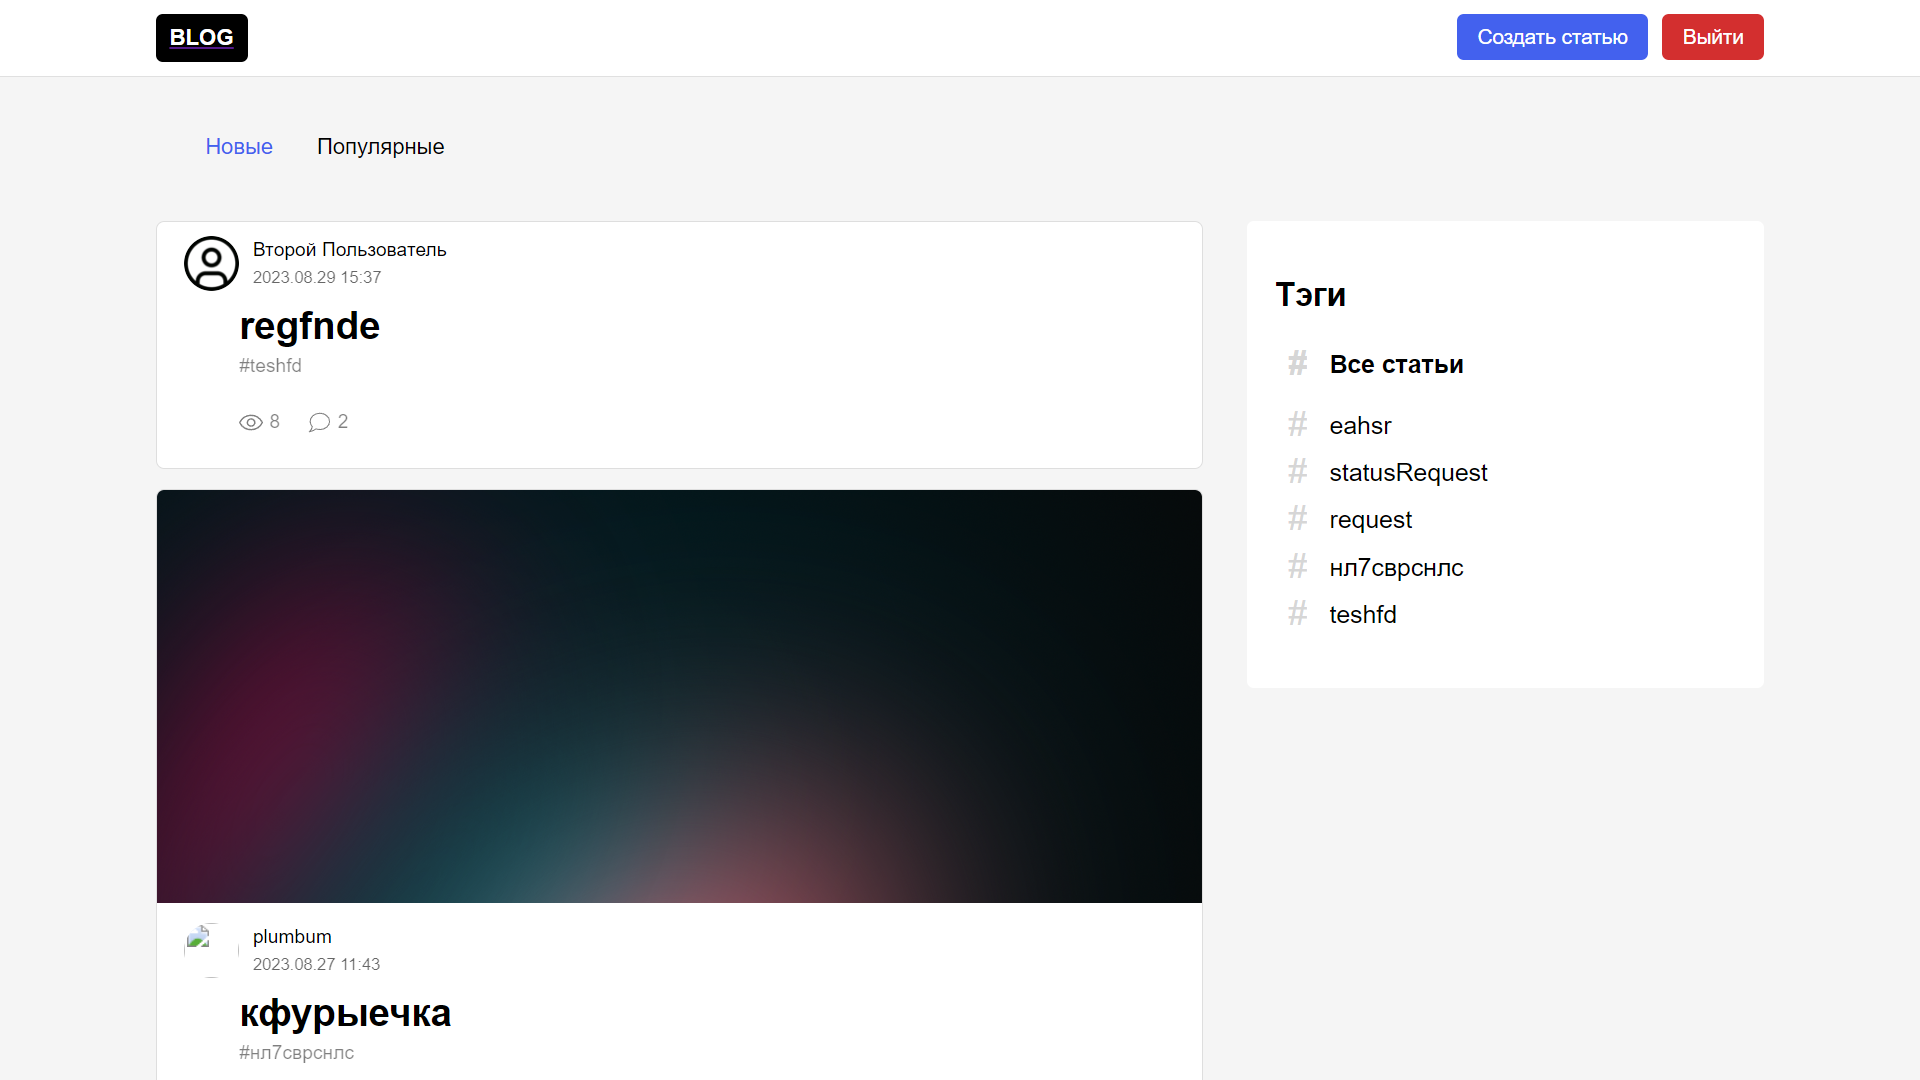 BLOG
Создать статью
Выйти
Новые
Популярные
Второй Пользователь
2023.08.29 15:37
regfnde
#teshfd
8
2
plumbum
2023.08.27 11:43
кфурыечка
#нл7сврснлс
Тэги
# Все статьи
# eahsr
# statusRequest
# request
# нл7сврснлс
# teshfd